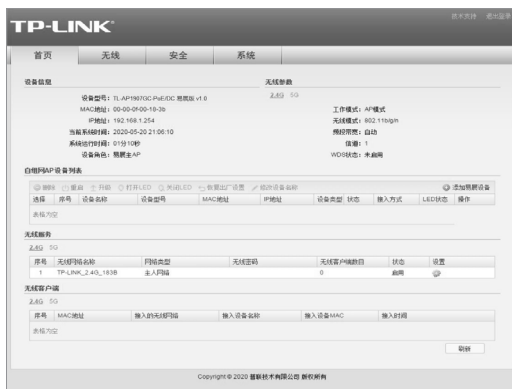 TP-LINK
技术支持 退出登录
首页 无线 安全 系统
设备信息
设备型号： TL-AP1907GC-PoE/DC 易展版 v1.0
MAC地址： 00-00-0f-00-18-3b
IP地址： 192.168.1.254
当前系统时间： 2020-05-20 21:06:10
系统运行时间： 01分10秒
设备角色： 易展主AP
无线参数
2.4G 5G
工作模式： AP模式
无线模式： 802.11b/g/n
频段带宽： 自动
信道： 1
WDS状态： 未启用
自组网AP设备列表
删除 重启 升级 打开LED 关闭LED 恢复出厂设置 修改设备名称 添加易展设备
选择 序号 设备名称 设备型号 MAC地址 IP地址 设备类型 状态 接入方式 LED状态 操作
表格为空
无线服务
2.4G 5G
序号 无线网络名称 网络类型 无线密码 无线客户端数目 状态 设置
1 TP-LINK_2.4G_183B 主人网络 0 启用
无线客户端
2.4G 5G
序号 MAC地址 接入的无线网络 接入设备名称 接入设备MAC 接入时间
表格为空
刷新
Copyright © 2020 普联技术有限公司 版权所有